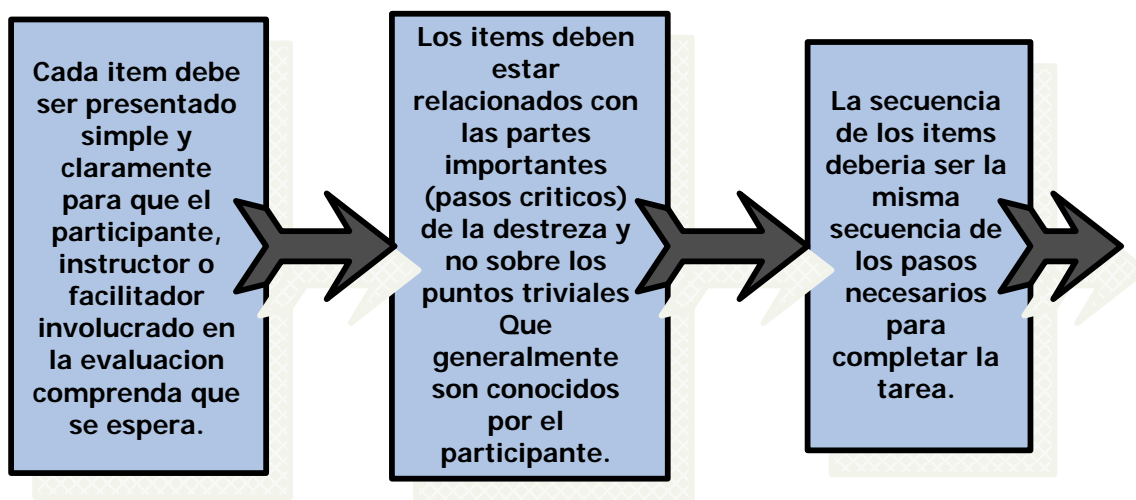 Cada item debe
ser presentado
simple y
claramente
para que el
participante,
instructor o
facilitador
involucrado en
la evaluacion
comprenda que
se espera.
Los items deben
estar
relacionados con
las partes
importantes
(pasos criticos)
de la destreza y
no sobre los
puntos triviales
Que
generalmente
son conocidos
por el
participante.
La secuencia
de los items
deberia ser la
misma
secuencia de
los pasos
necesarios
para
completar la
tarea.